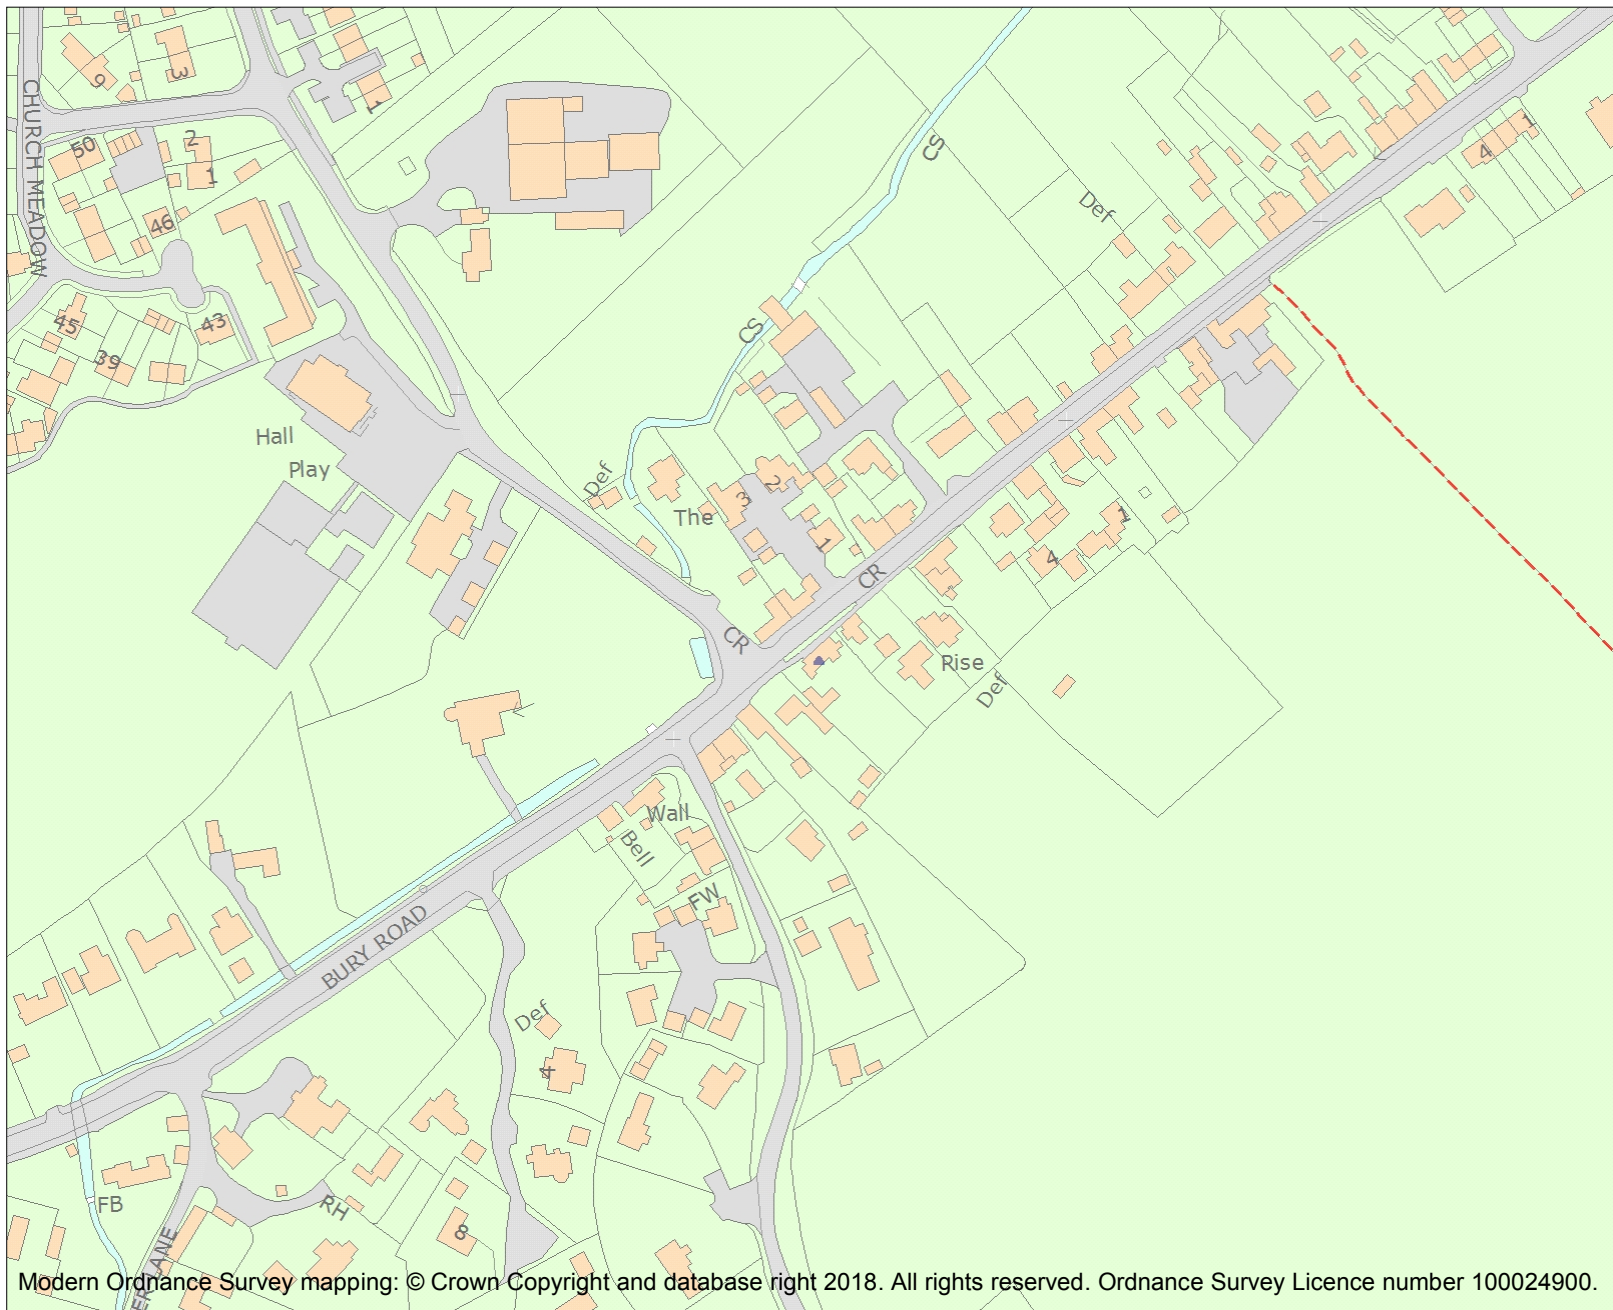 9
3
1
CHURCH MEADOW
50
2
1
46
45
43
39
CS
Def
4
1
CS
Hall
Play
Def
The
3
2
1
CR
CR
4
Rise
Def
Wall
Bell
FW
BURY ROAD
Def
4
FB
RH
8
Modern Ordnance Survey mapping: © Crown Copyright and database right 2018. All rights reserved. Ordnance Survey Licence number 100024900.